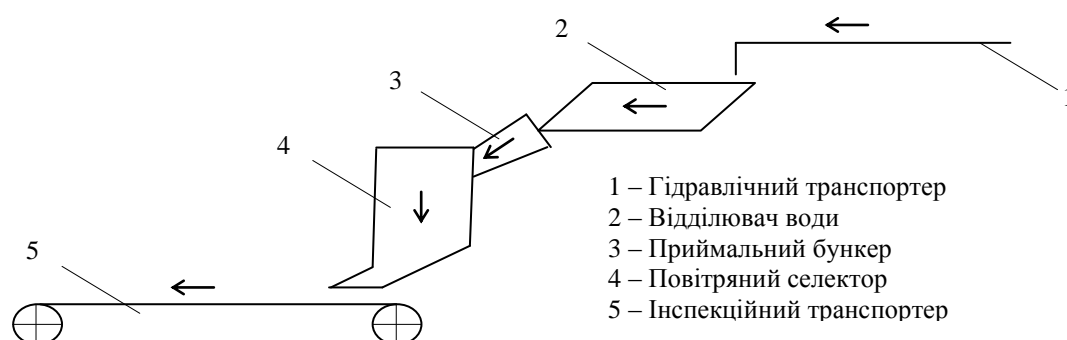 2
1
3
4
1 – Гідравлічний транспортер
2 – Відділювач води
3 – Приймальний бункер
4 – Повітряний селектор
5 – Інспекційний транспортер
5